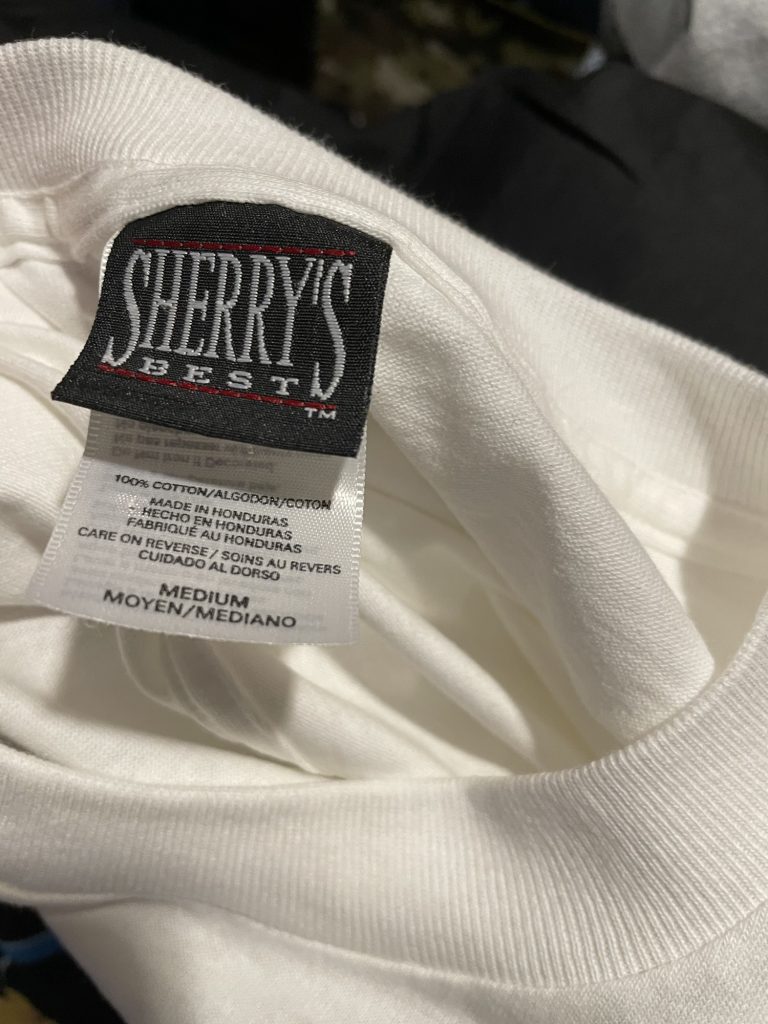 SHERRY'S
BEST
TM
100% COTTON/ALGODON/COTON
MADE IN HONDURAS
HECHO EN HONDURAS
FABRIQUÉ AU HONDURAS
CARE ON REVERSE / SOINS AU REVERS
CUIDADO AL DORSO
MEDIUM
MOYEN/MEDIANO